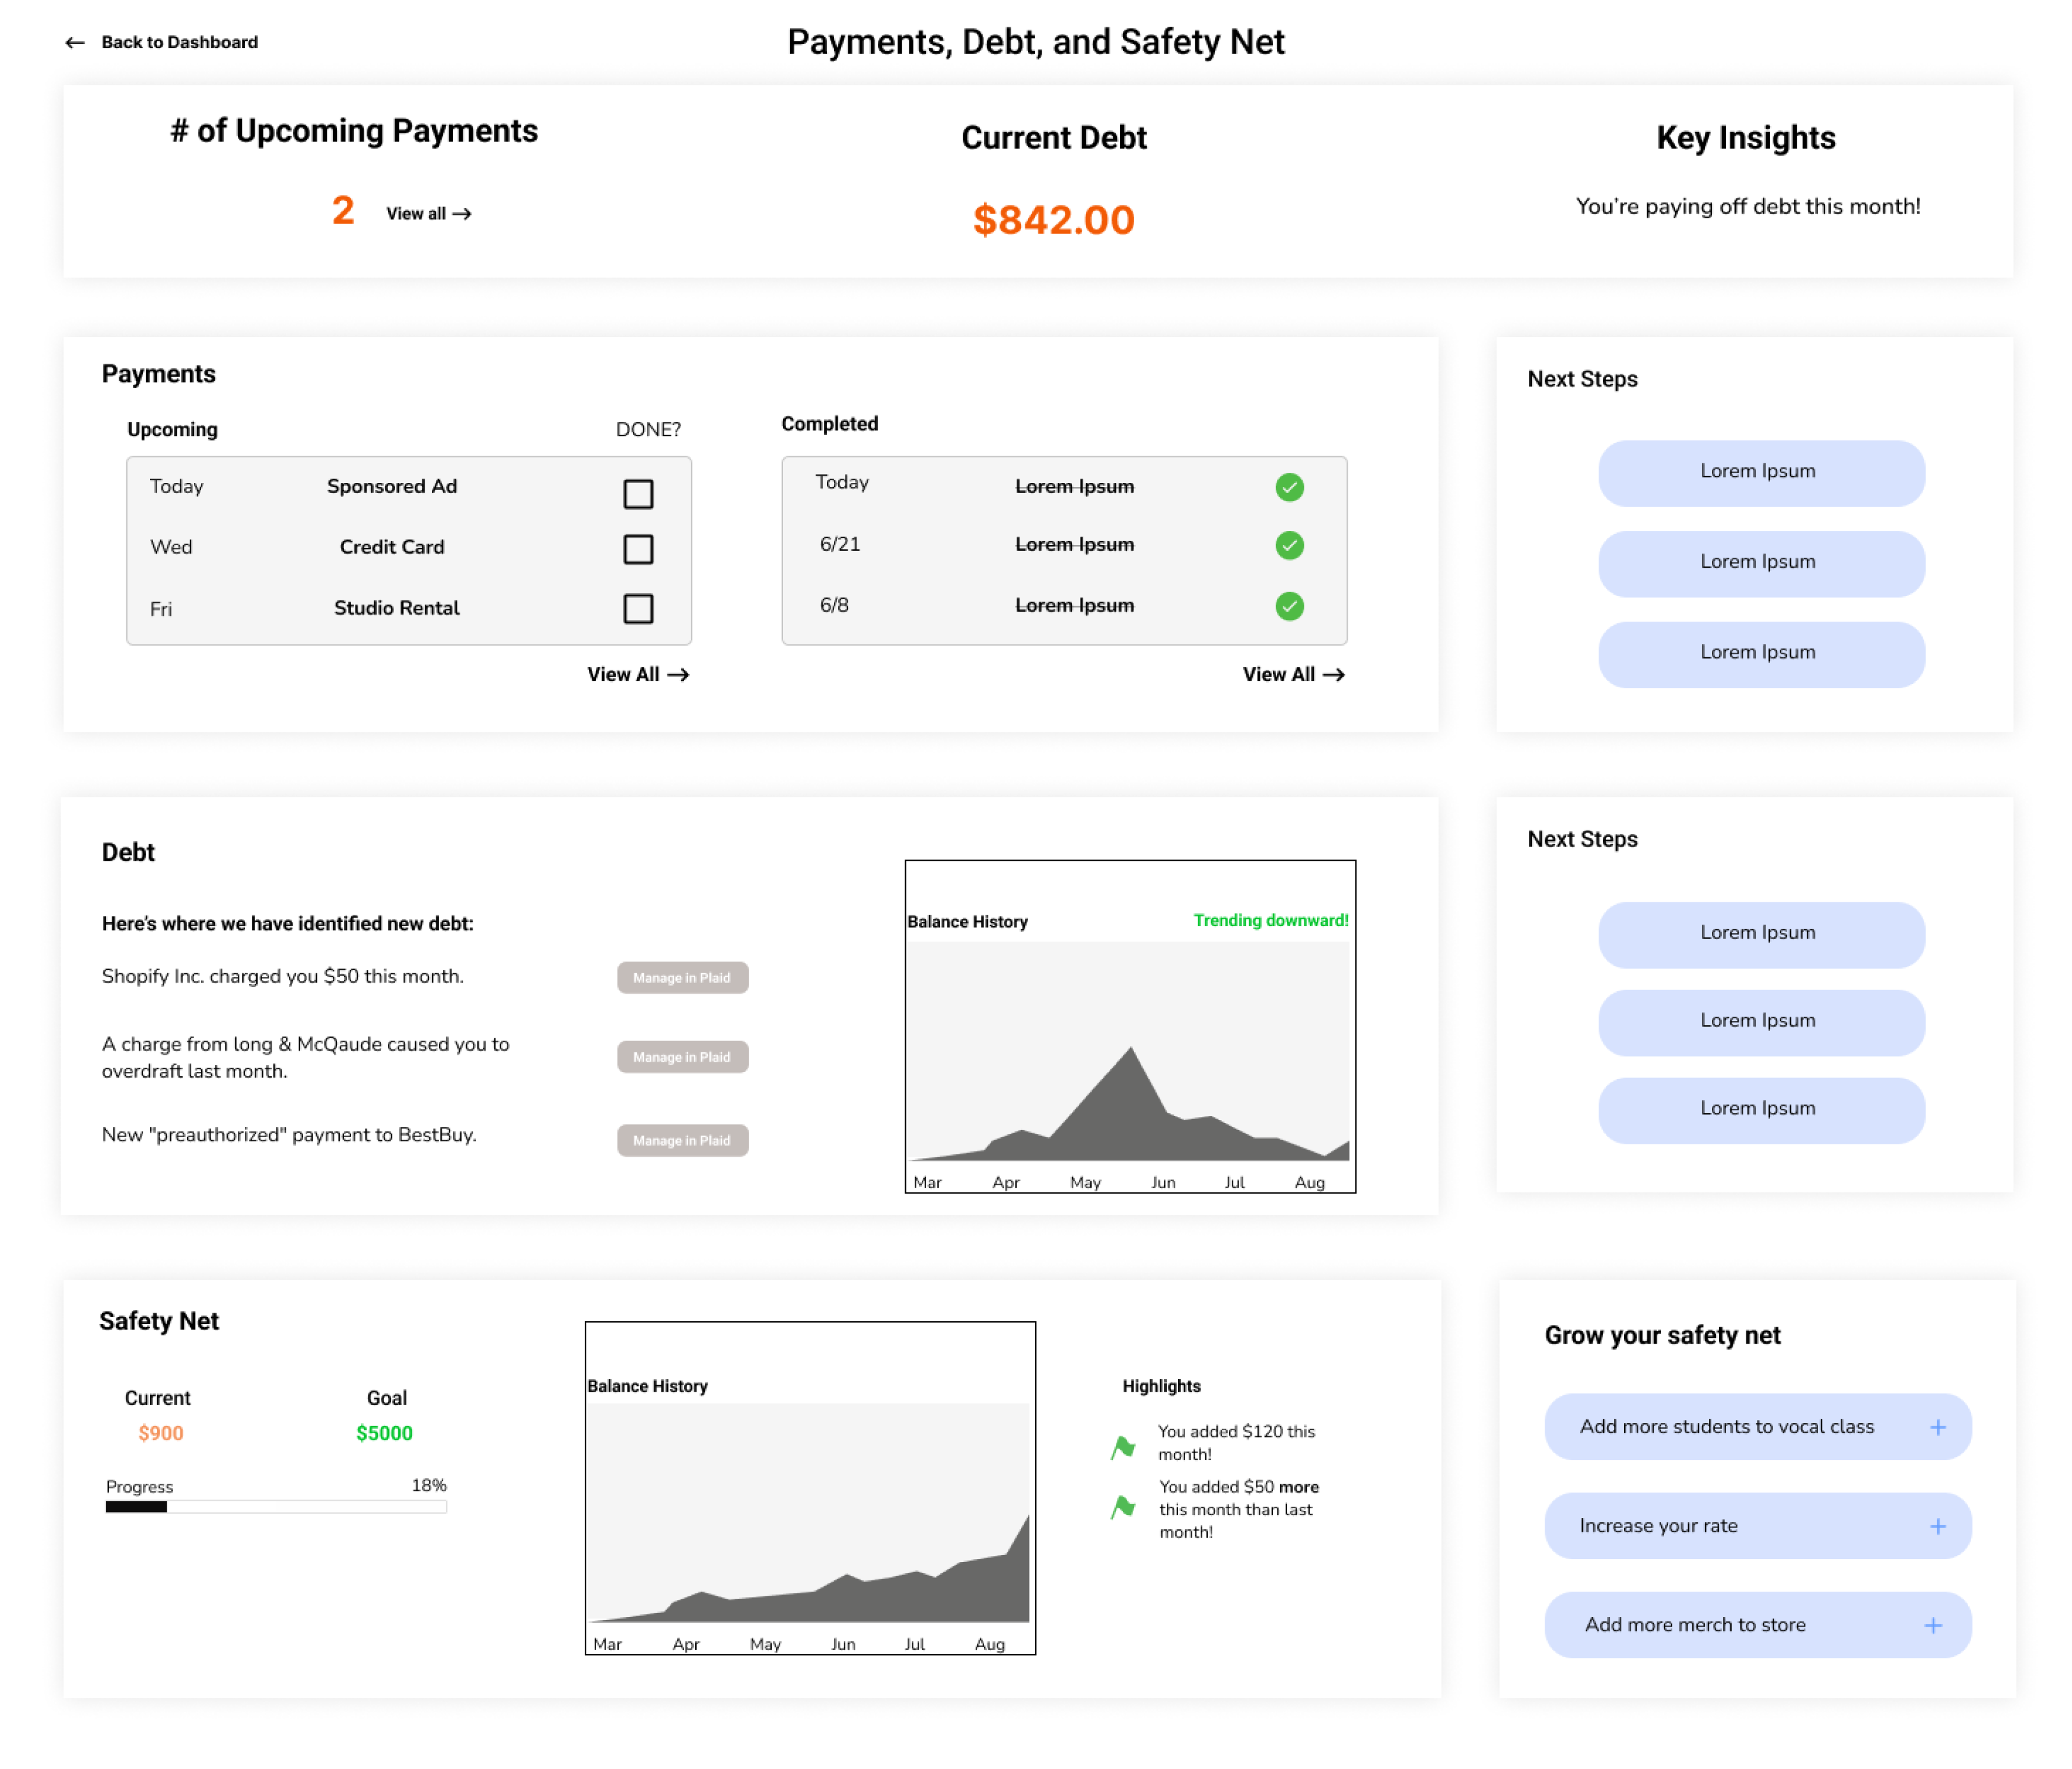 Back to Dashboard
Payments, Debt, and Safety Net
# of Upcoming Payments
2 View all
Current Debt
$842.00
Key Insights
You're paying off debt this month!
Payments
Upcoming DONE?
Today Sponsored Ad
Wed Credit Card
Fri Studio Rental
View All
Completed
Today Lorem Ipsum
6/21 Lorem Ipsum
6/8 Lorem Ipsum
View All
Next Steps
Lorem Ipsum
Lorem Ipsum
Lorem Ipsum
Debt
Here's where we have identified new debt:
Shopify Inc. charged you $50 this month. Manage in Plaid
A charge from long & McQaude caused you to
overdraft last month. Manage in Plaid
New "preauthorized" payment to BestBuy. Manage in Plaid
Balance History Trending downward!
Mar Apr May Jun Jul Aug
Next Steps
Lorem Ipsum
Lorem Ipsum
Lorem Ipsum
Safety Net
Current Goal
$900 $5000
Progress 18%
Balance History
Mar Apr May Jun Jul Aug
Highlights
You added $120 this
month!
You added $50 more
this month than last
month!
Grow your safety net
Add more students to vocal class +
Increase your rate +
Add more merch to store +